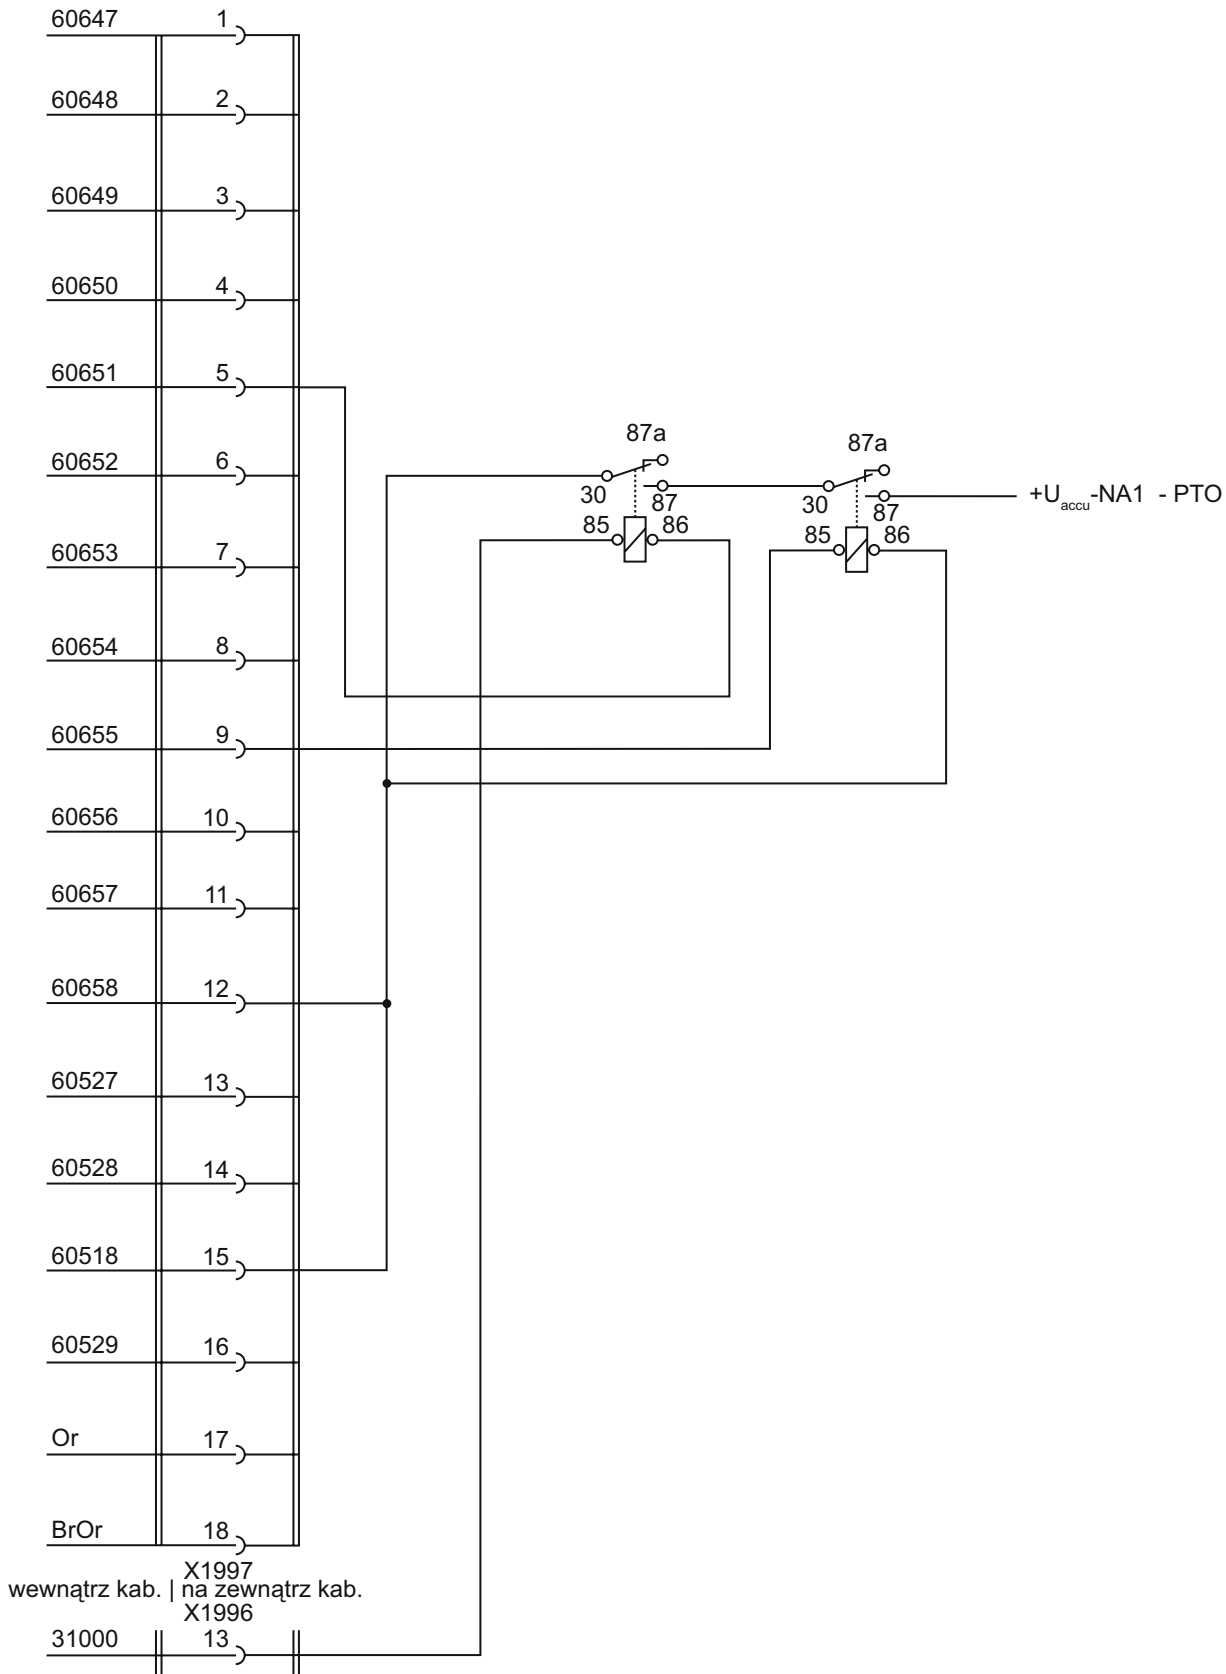 60647 1
60648 2
60649 3
60650 4
60651 5
87a
87a
60652 6
30 87 30 87 +Uaccu-NA1 - PTO
85 86 85 86
60653 7
60654 8
60655 9
60656 10
60657 11
60658 12
60527 13
60528 14
60518 15
60529 16
Or 17
BrOr 18
X1997
wewnątrz kab. | na zewnątrz kab.
X1996
31000 13